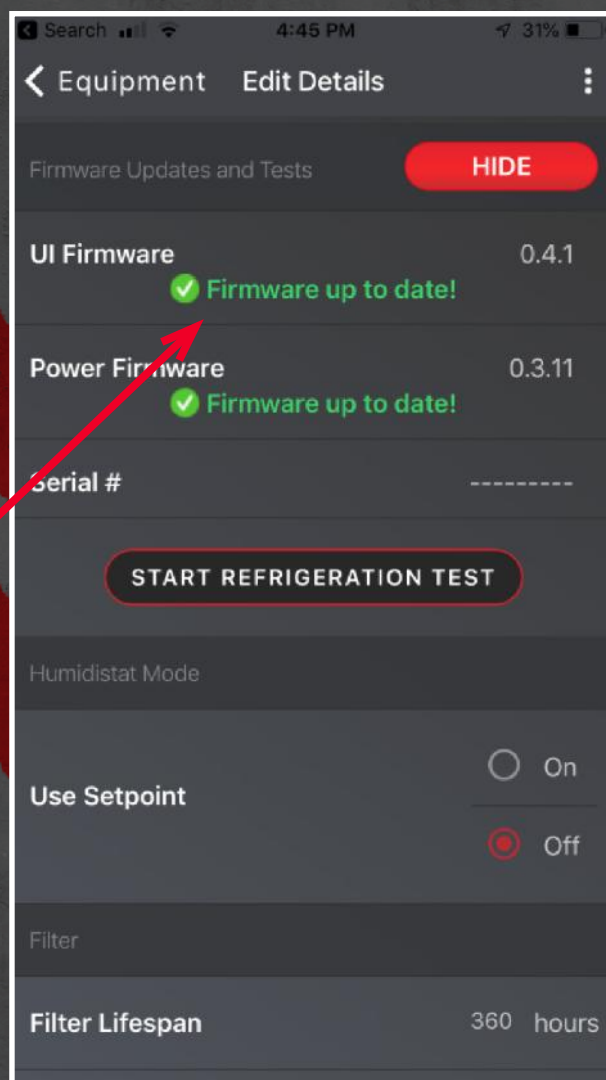 Search 4:45 PM 31%
Equipment Edit Details
Firmware Updates and Tests HIDE
UI Firmware 0.4.1
Firmware up to date!
Power Firmware 0.3.11
Firmware up to date!
Serial # ---------
START REFRIGERATION TEST
Humidistat Mode
On
Use Setpoint
Off
Filter
Filter Lifespan 360 hours